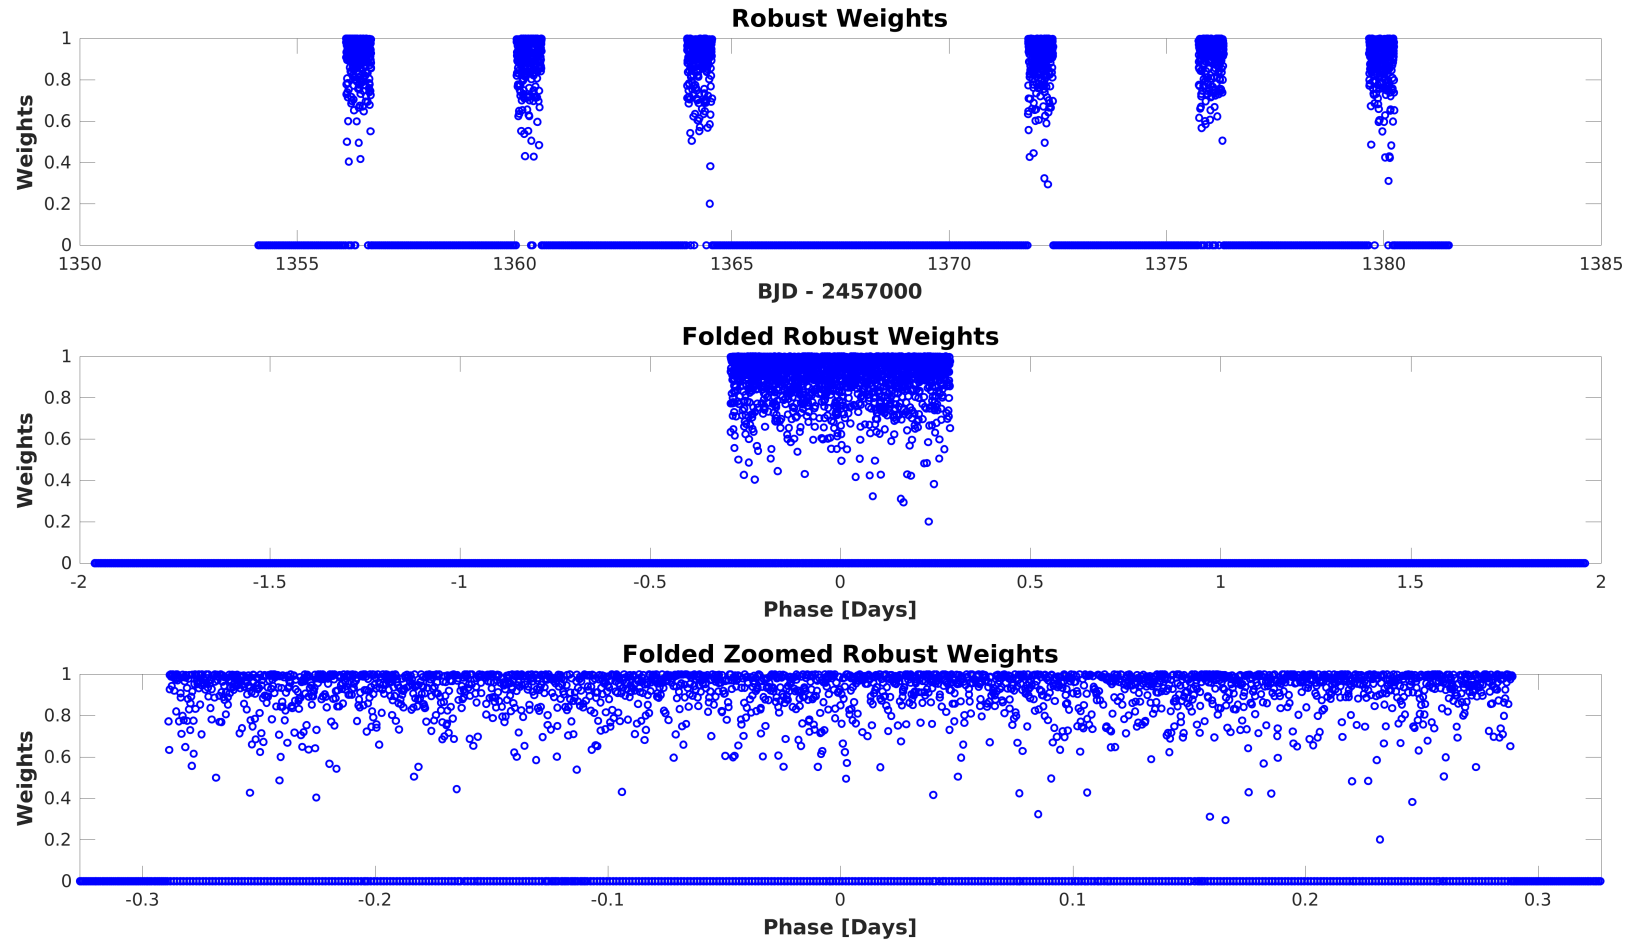 Robust Weights
Weights
1
0.8
0.6
0.4
0.2
0
1350 1355 1360 1365 1370 1375 1380 1385
BJD - 2457000
Folded Robust Weights
Weights
1
0.8
0.6
0.4
0.2
0
-2 -1.5 -1 -0.5 0 0.5 1 1.5 2
Phase [Days]
Folded Zoomed Robust Weights
Weights
1
0.8
0.6
0.4
0.2
0
-0.3 -0.2 -0.1 0 0.1 0.2 0.3
Phase [Days]